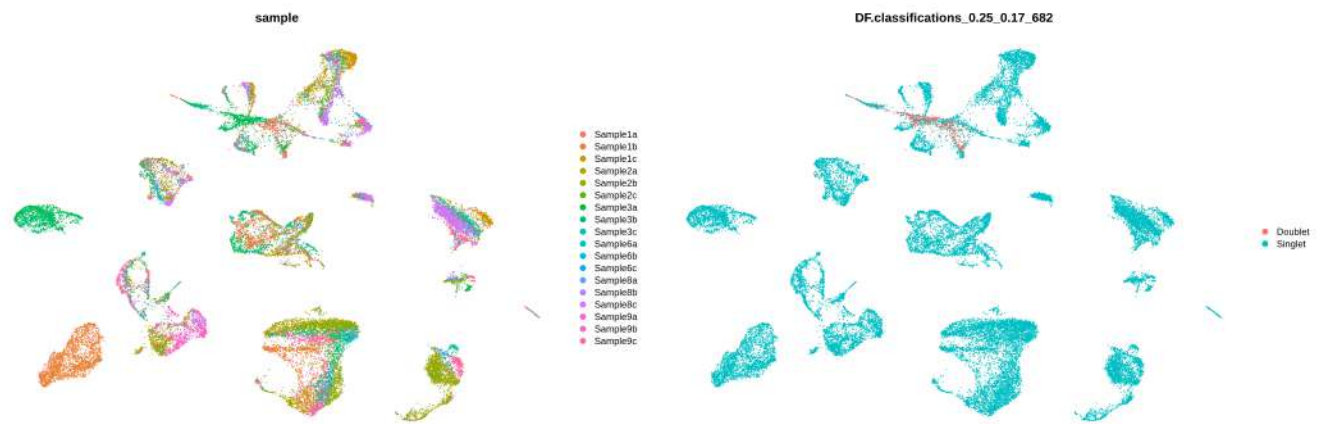 sample
DF.classifications_0.25_0.17_682
Sample1a
Sample1b
Sample1c
Sample2a
Sample2b
Sample2c
Sample3a
Sample3b
Sample3c
Sample6a
Sample6b
Sample6c
Sample8a
Sample8b
Sample8c
Sample9a
Sample9b
Sample9c
Doublet
Singlet